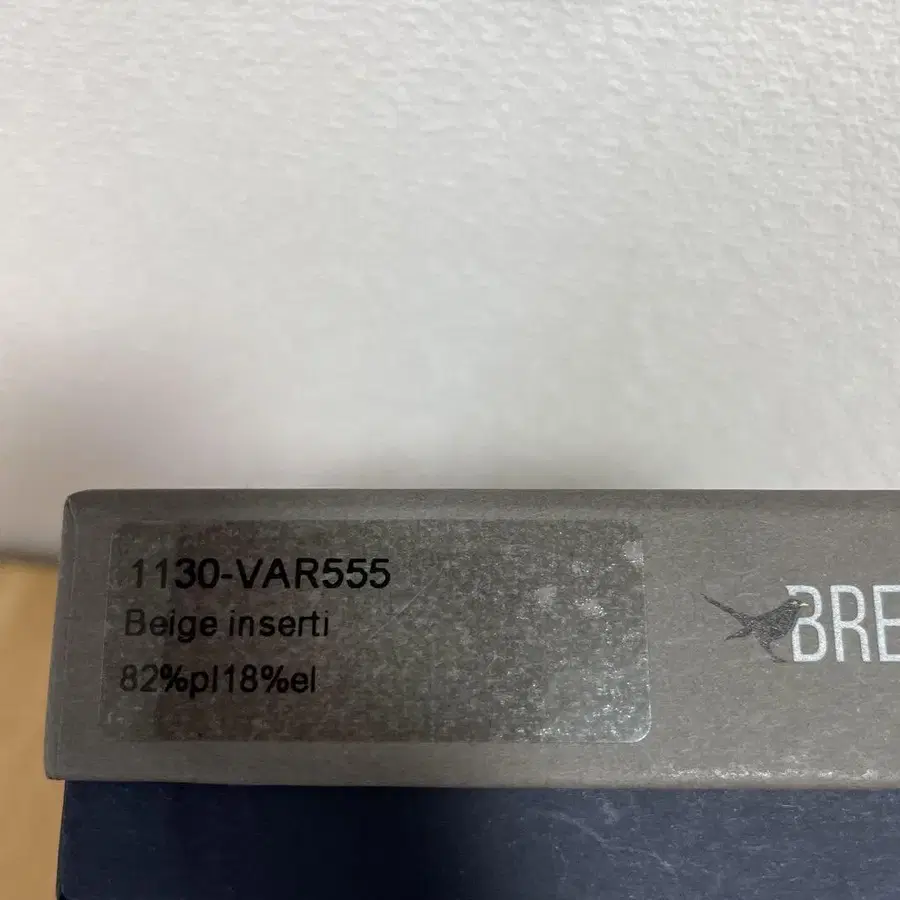 1130-VAR555
Beige inserti
82%pl18%el
BRE